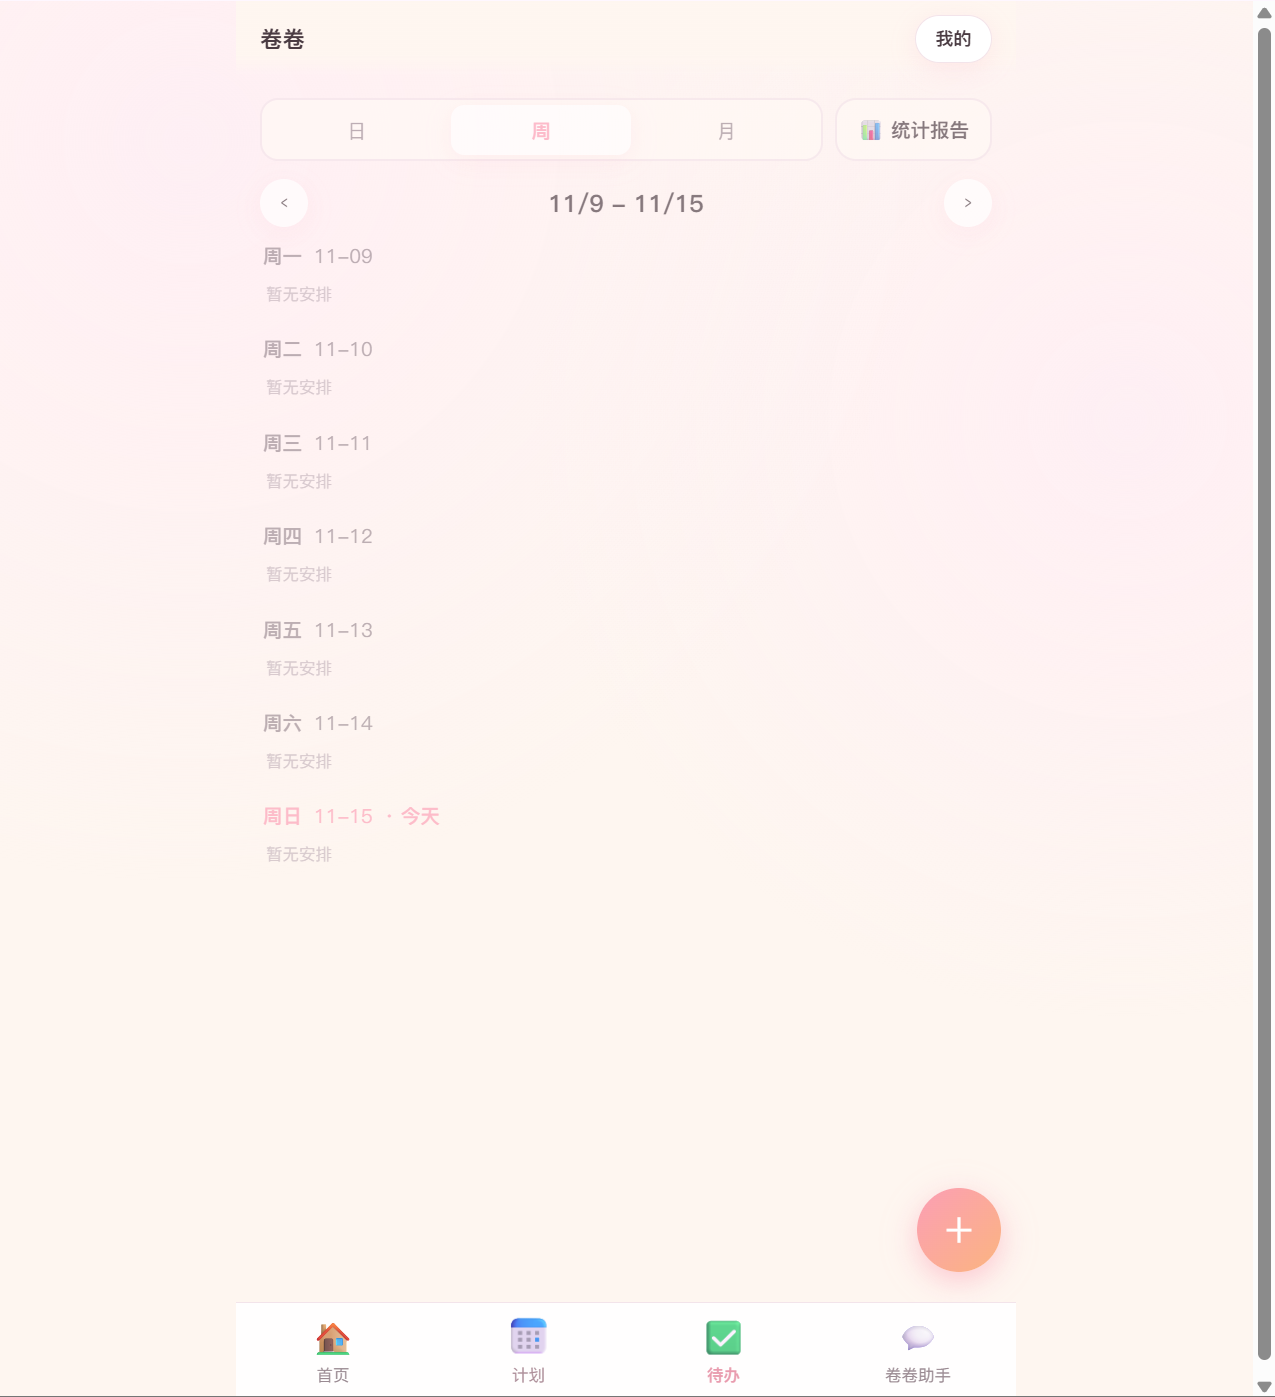 卷卷
我的
日 周 月 统计报告
< 11/9 – 11/15 >
周一 11-09
暂无安排
周二 11-10
暂无安排
周三 11-11
暂无安排
周四 11-12
暂无安排
周五 11-13
暂无安排
周六 11-14
暂无安排
周日 11-15 · 今天
暂无安排
+
首页 计划 待办 卷卷助手